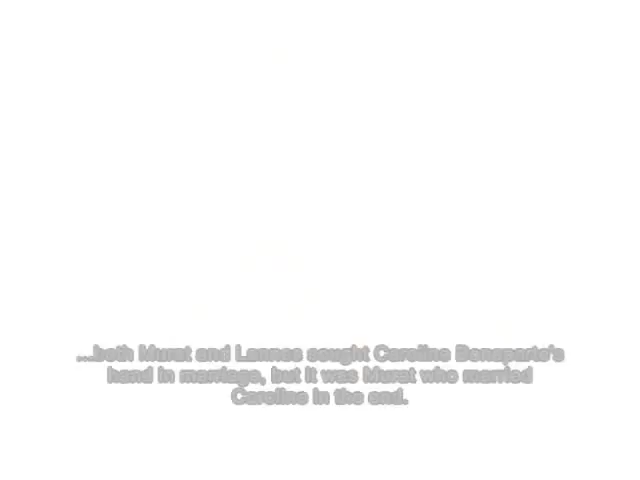 ...both Murat and Lannes sought Caroline Bonaparte's
hand in marriage, but it was Murat who married
Caroline in the end.